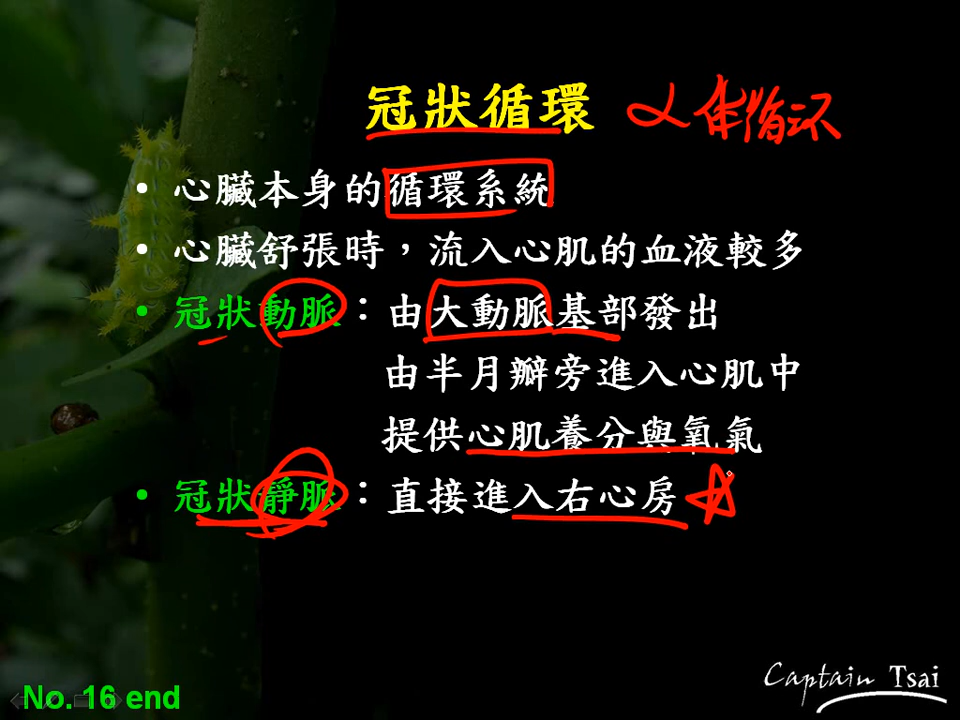 冠狀循環 体循环
• 心臟本身的循環系統
• 心臟舒張時，流入心肌的血液較多
• 冠狀動脈：由大動脈基部發出
由半月瓣旁進入心肌中
提供心肌養分與氧氣
• 冠狀靜脈：直接進入右心房
No. 16 end
Captain Tsai